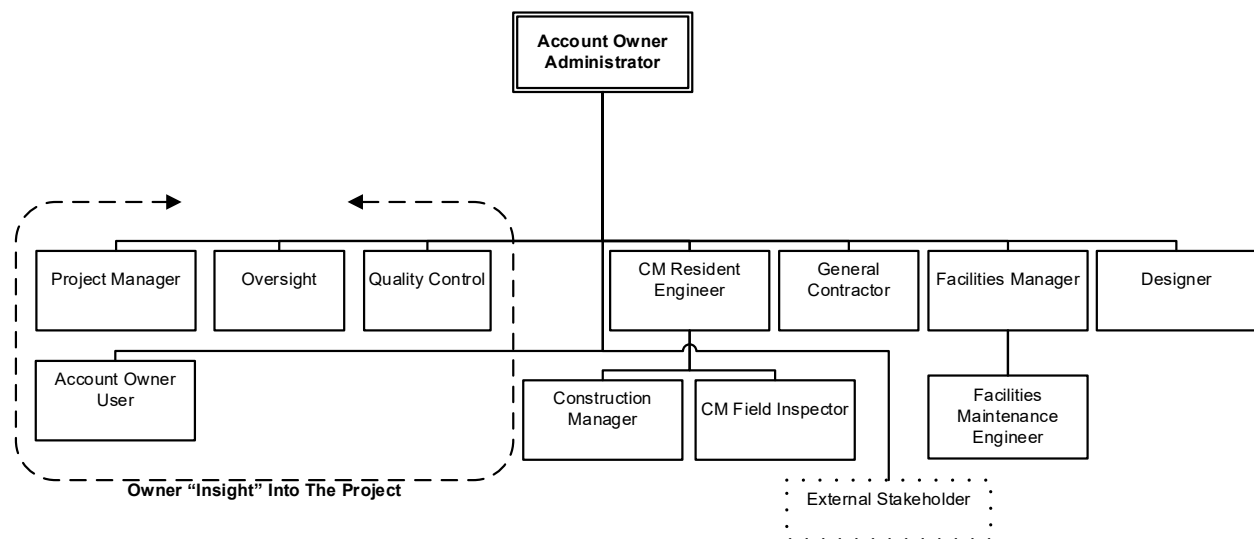 Account Owner
Administrator
Project Manager
Oversight
Quality Control
CM Resident
Engineer
General
Contractor
Facilities Manager
Designer
Account Owner
User
Construction
Manager
CM Field Inspector
Facilities
Maintenance
Engineer
Owner “Insight” Into The Project
External Stakeholder